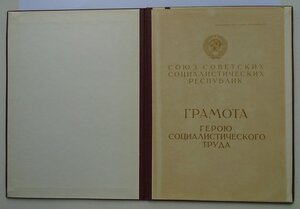 СОЮЗ СОВЕТСКИХ
СОЦИАЛИСТИЧЕСКИХ
РЕСПУБЛИК
ГРАМОТА
ГЕРОЮ
СОЦИАЛИСТИЧЕСКОГО
ТРУДА